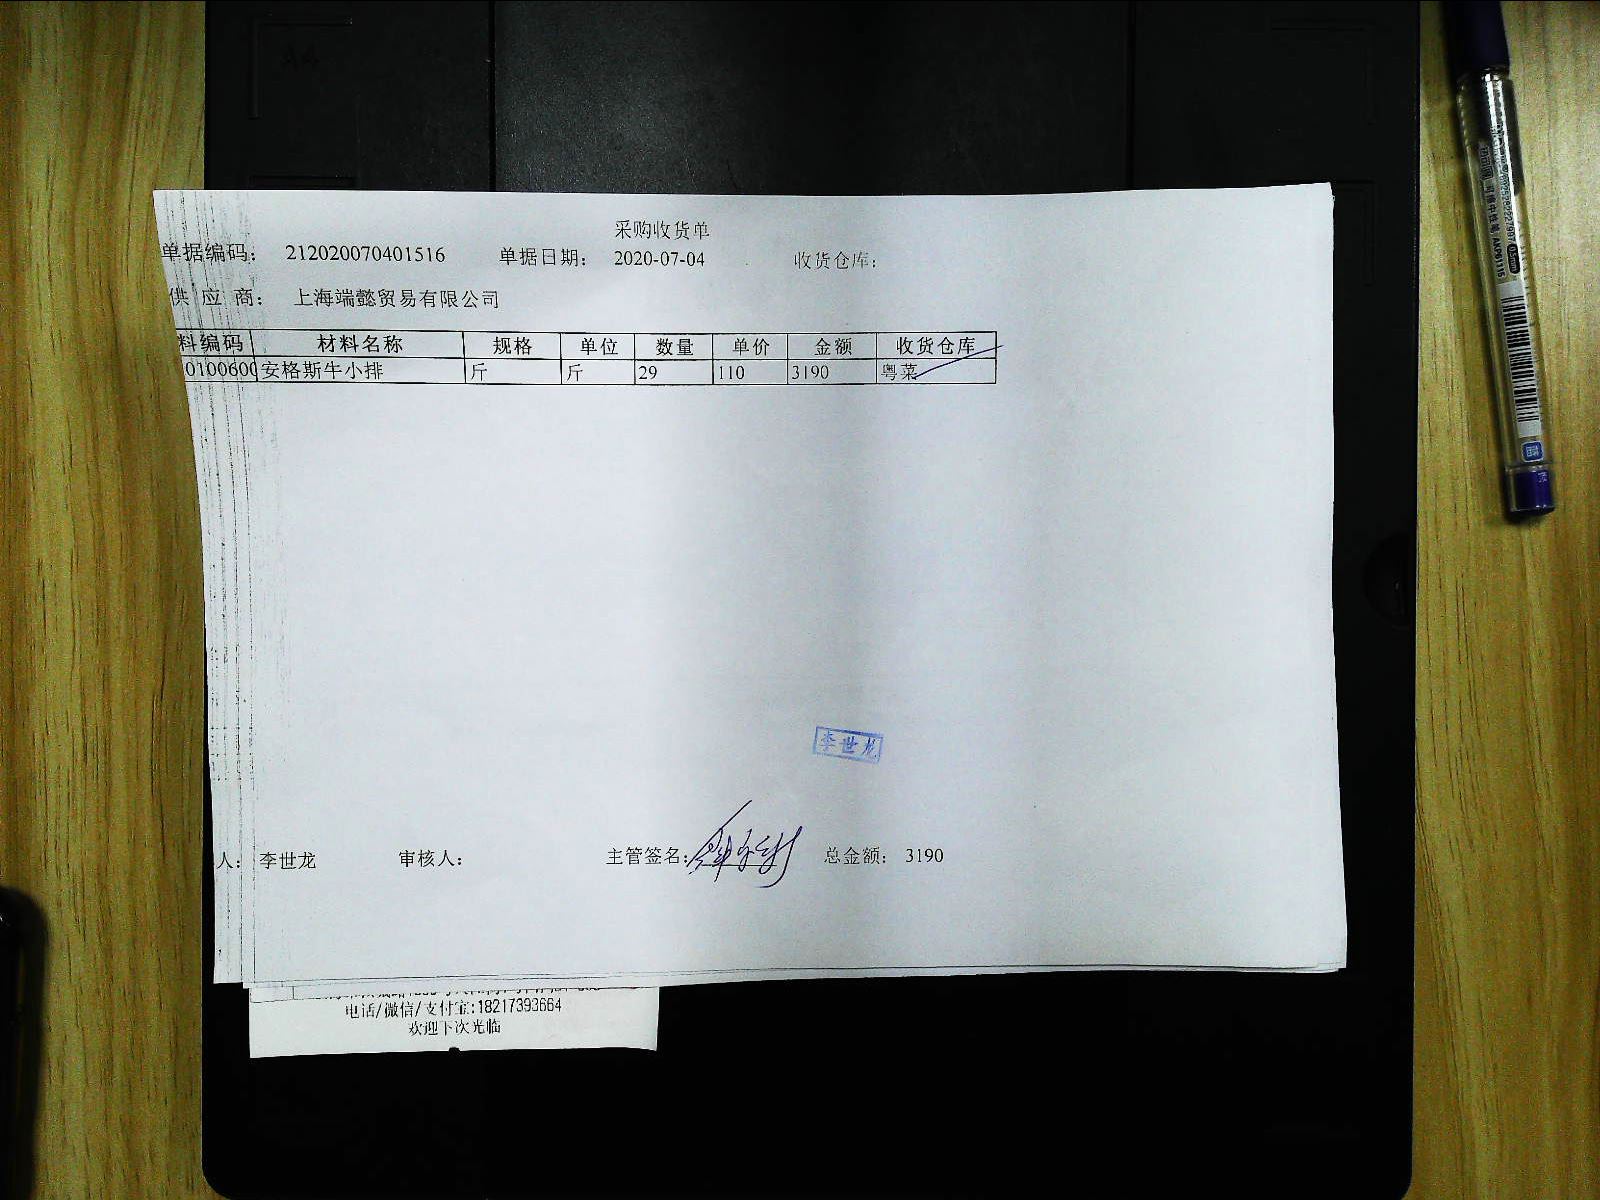 采购收货单
单据编码： 212020070401516 单据日期： 2020-07-04 收货仓库：
供 应 商： 上海端懿贸易有限公司
料编码 材料名称 规格 单位 数量 单价 金额 收货仓库
0100600 安格斯牛小排 斤 斤 29 110 3190 粤菜
李世龙
人： 李世龙 审核人： 主管签名： 总金额： 3190
电话/微信/支付宝:18217393664
欢迎下次光临